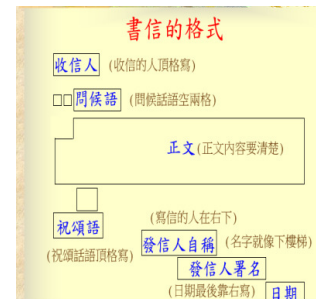 書信的格式
收信人 (收信的人頂格寫)
問候語 (問候話語空兩格)
正文(正文內容要清楚)
(寫信的人在右下)
祝頌語
發信人自稱 (名字就像下樓梯)
(祝頌話語頂格寫)
發信人署名
(日期最後靠右寫) 日期